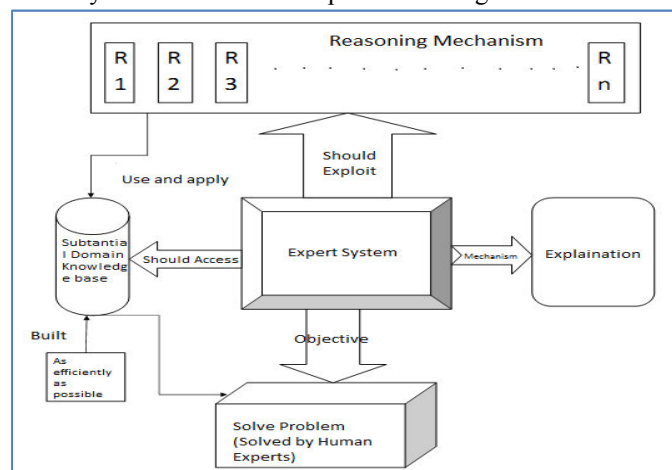 Reasoning Mechanism
R R R R
1 2 3 . . . . . . . . . . . . n
Should
Exploit
Use and apply
Subtantia
l Domain
Knowledg
e base
Should Access
Expert System
Mechanism
Explaination
Built
As
efficiently
as
possible
Objective
Solve Problem
(Solved by Human
Experts)